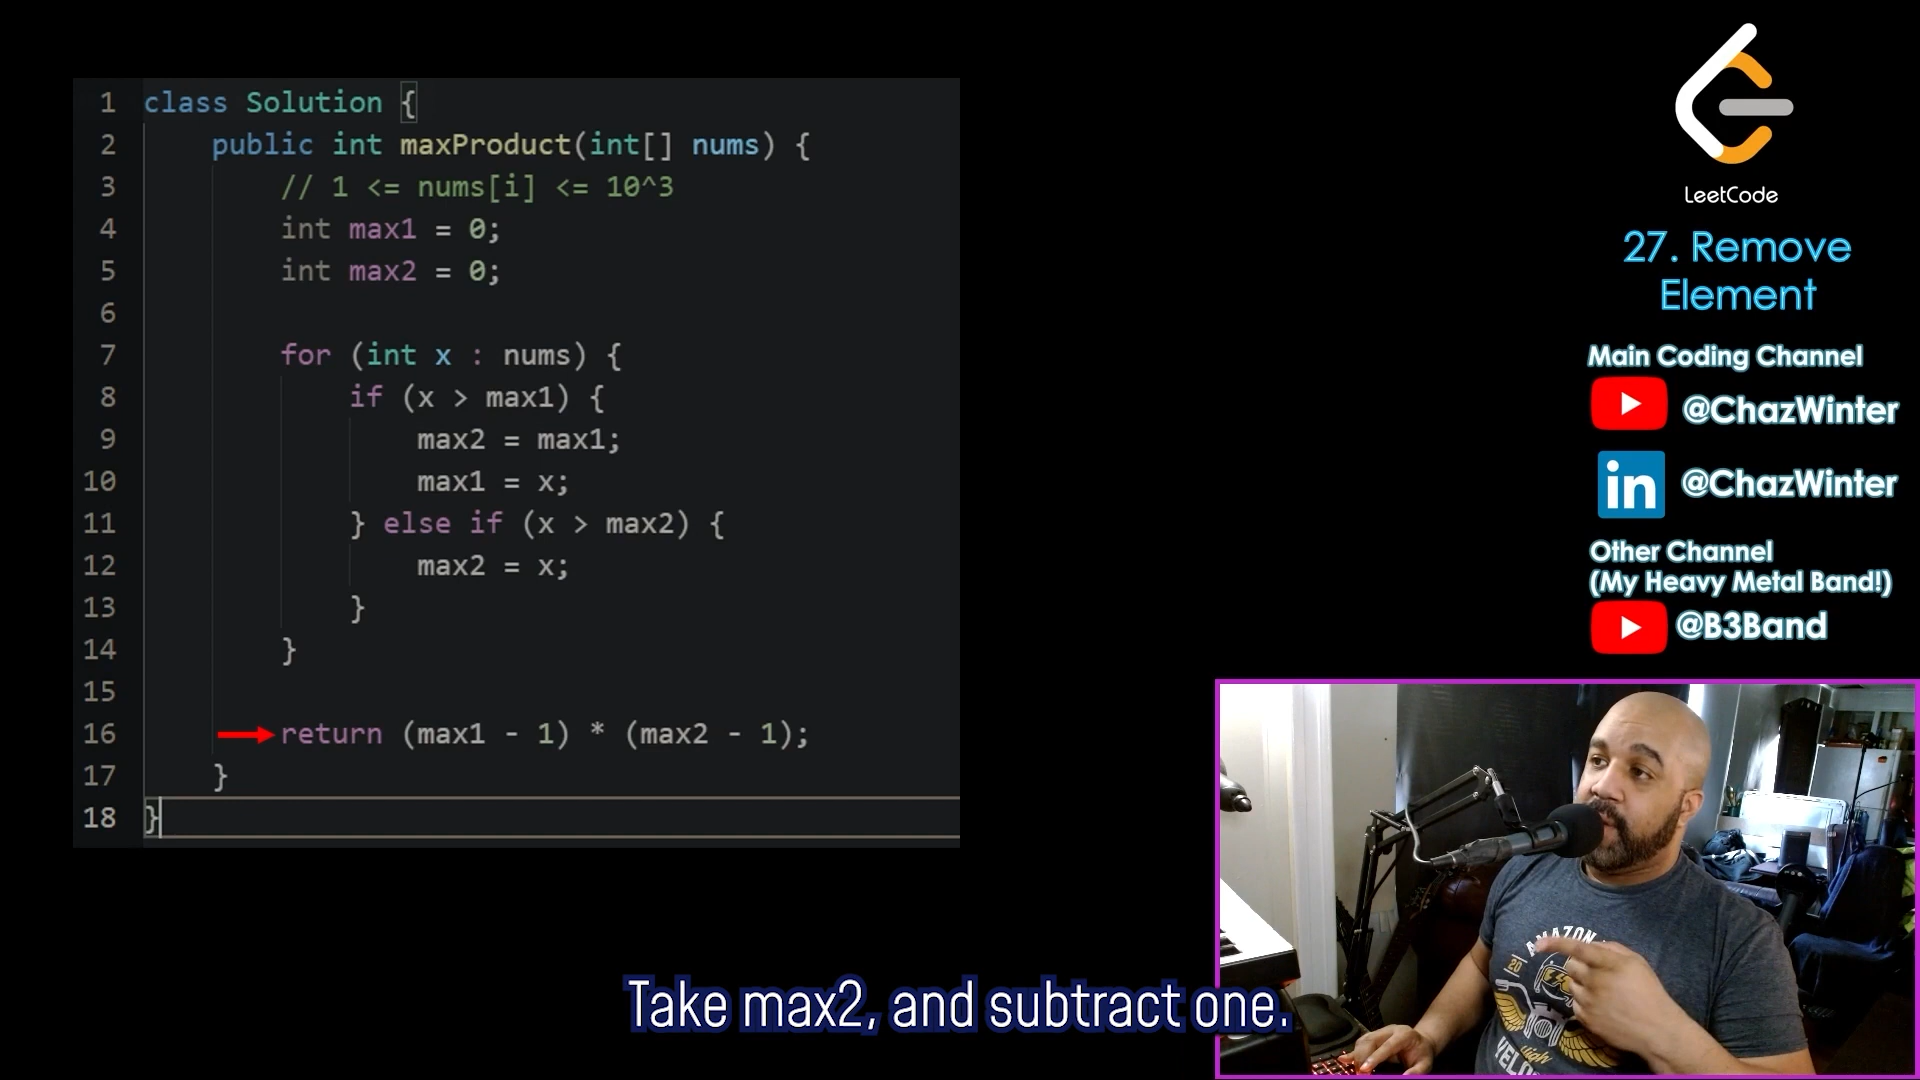 1 class Solution {
2 public int maxProduct(int[] nums) {
3 // 1 <= nums[i] <= 10^3
4 int max1 = 0;
5 int max2 = 0;
6
7 for (int x : nums) {
8 if (x > max1) {
9 max2 = max1;
10 max1 = x;
11 } else if (x > max2) {
12 max2 = x;
13 }
14 }
15
16 return (max1 - 1) * (max2 - 1);
17 }
18 }
LeetCode
27. Remove
Element
Main Coding Channel
@ChazWinter
in @ChazWinter
Other Channel
(My Heavy Metal Band!)
@B3Band
AMAZON
20
High
Take max2, and subtract one.